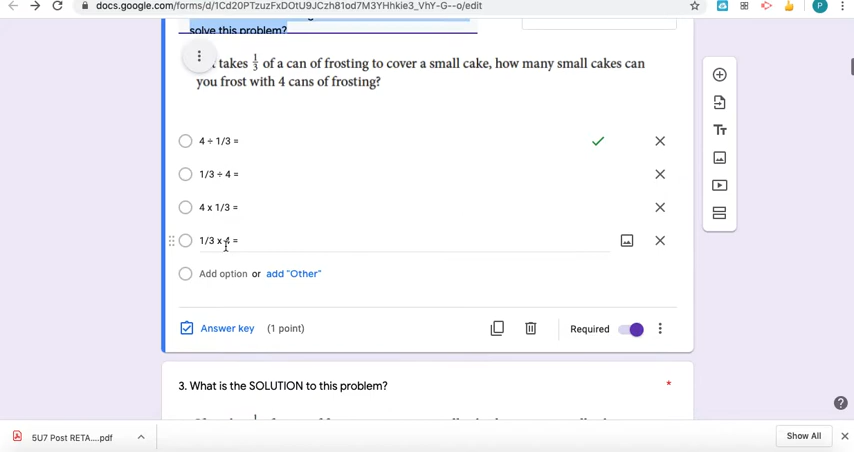 docs.google.com/forms/d/1Cd20PTzuzFxDOtU9JCzh81od7M3YHhkie3_VhY-G--o/edit
P
solve this problem?
takes 1/3 of a can of frosting to cover a small cake, how many small cakes can
you frost with 4 cans of frosting?
4 ÷ 1/3 =
1/3 ÷ 4 =
4 x 1/3 =
1/3 x 4 =
Add option or add "Other"
Answer key (1 point)
Required
3. What is the SOLUTION to this problem? *
5U7 Post RETA....pdf
Show All